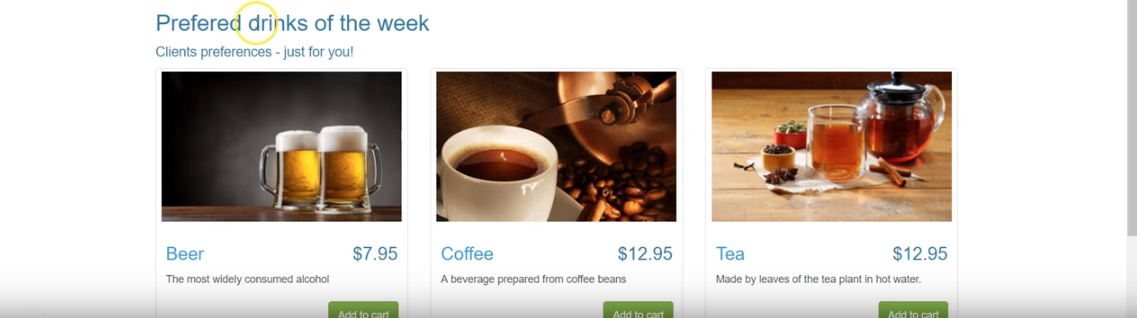 Prefered drinks of the week
Clients preferences - just for you!
Beer $7.95
The most widely consumed alcohol
Add to cart
Coffee $12.95
A beverage prepared from coffee beans
Add to cart
Tea $12.95
Made by leaves of the tea plant in hot water.
Add to cart